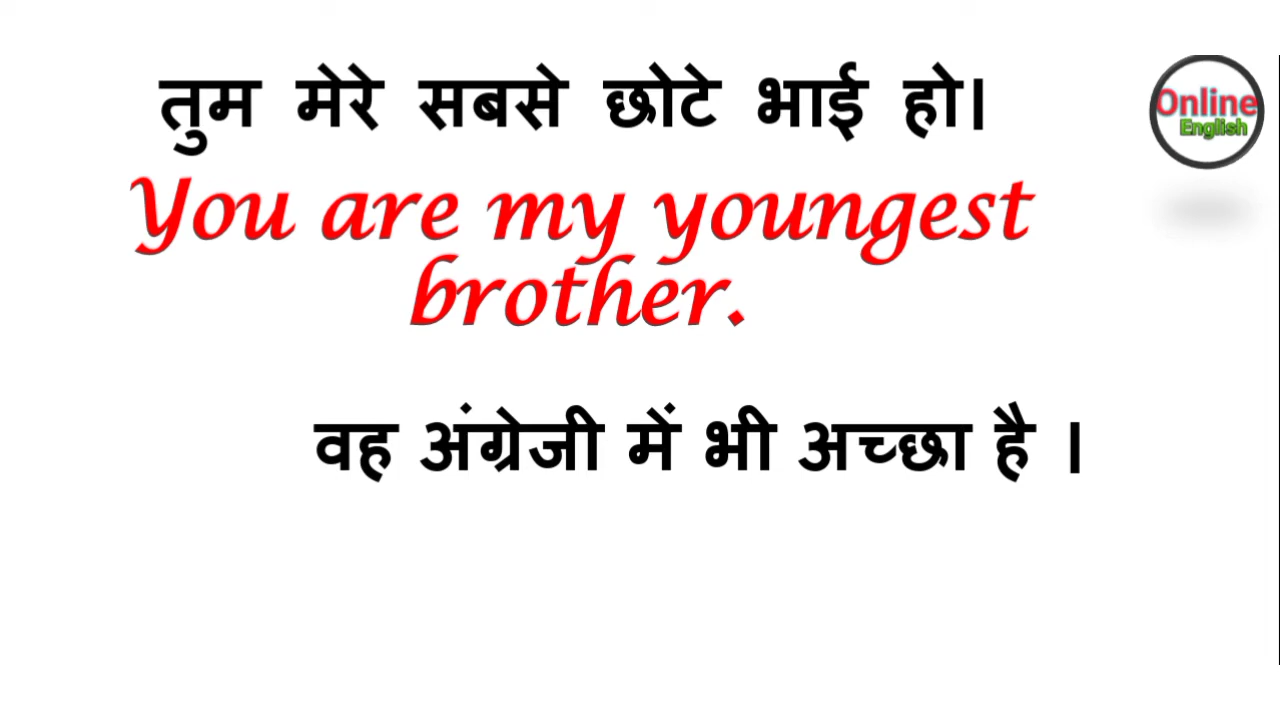 तुम मेरे सबसे छोटे भाई हो।
You are my youngest
brother.
वह अंग्रेजी में भी अच्छा है ।
Online
English